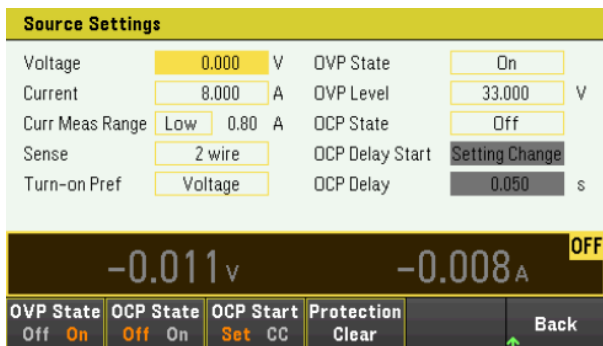 Source Settings
Voltage 0.000 V OVP State On
Current 8.000 A OVP Level 33.000 V
Curr Meas Range Low 0.80 A OCP State Off
Sense 2 wire OCP Delay Start Setting Change
Turn-on Pref Voltage OCP Delay 0.050 s
OFF
-0.011 V -0.008 A
OVP State OCP State OCP Start Protection
Off On Off On Set CC Clear Back